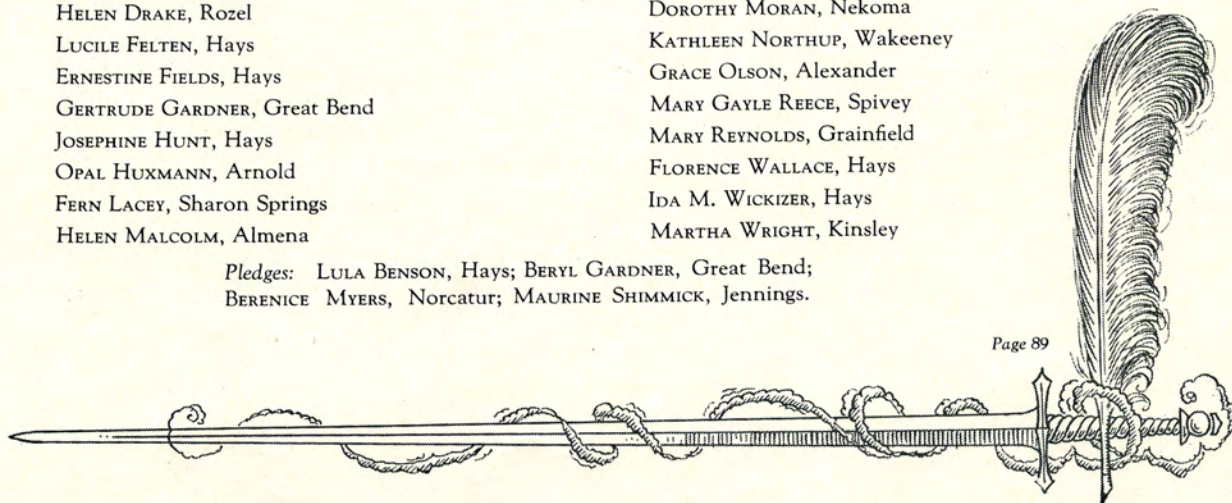 HELEN DRAKE, Rozel
LUCILE FELTEN, Hays
ERNESTINE FIELDS, Hays
GERTRUDE GARDNER, Great Bend
JOSEPHINE HUNT, Hays
OPAL HUXMANN, Arnold
FERN LACEY, Sharon Springs
HELEN MALCOLM, Almena
DOROTHY MORAN, Nekoma
KATHLEEN NORTHUP, Wakeeney
GRACE OLSON, Alexander
MARY GAYLE REECE, Spivey
MARY REYNOLDS, Grainfield
FLORENCE WALLACE, Hays
IDA M. WICKIZER, Hays
MARTHA WRIGHT, Kinsley
Pledges: LULA BENSON, Hays; BERYL GARDNER, Great Bend;
BERENICE MYERS, Norcatur; MAURINE SHIMMICK, Jennings.
Page 89